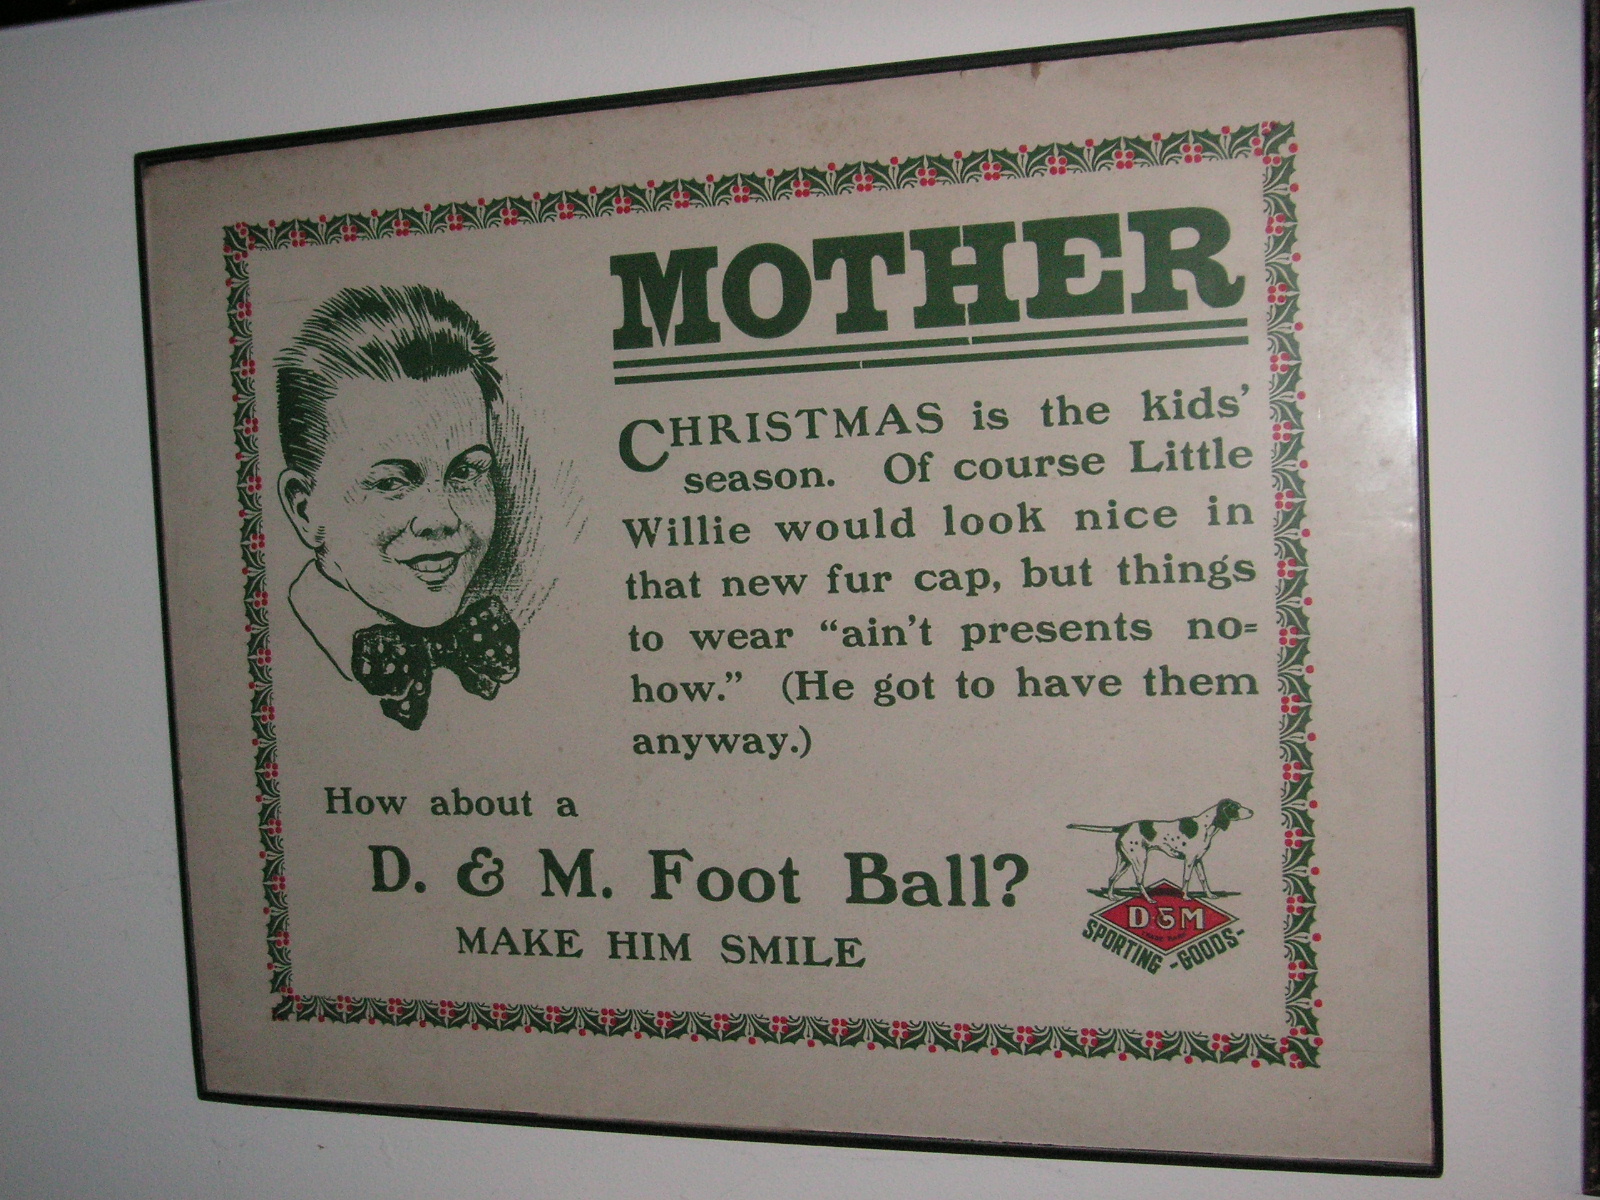 MOTHER
CHRISTMAS is the kids'
season. Of course Little
Willie would look nice in
that new fur cap, but things
to wear "ain't presents no=
how." (He got to have them
anyway.)
How about a
D. & M. Foot Ball?
MAKE HIM SMILE
D & M
SPORTING -GOODS-